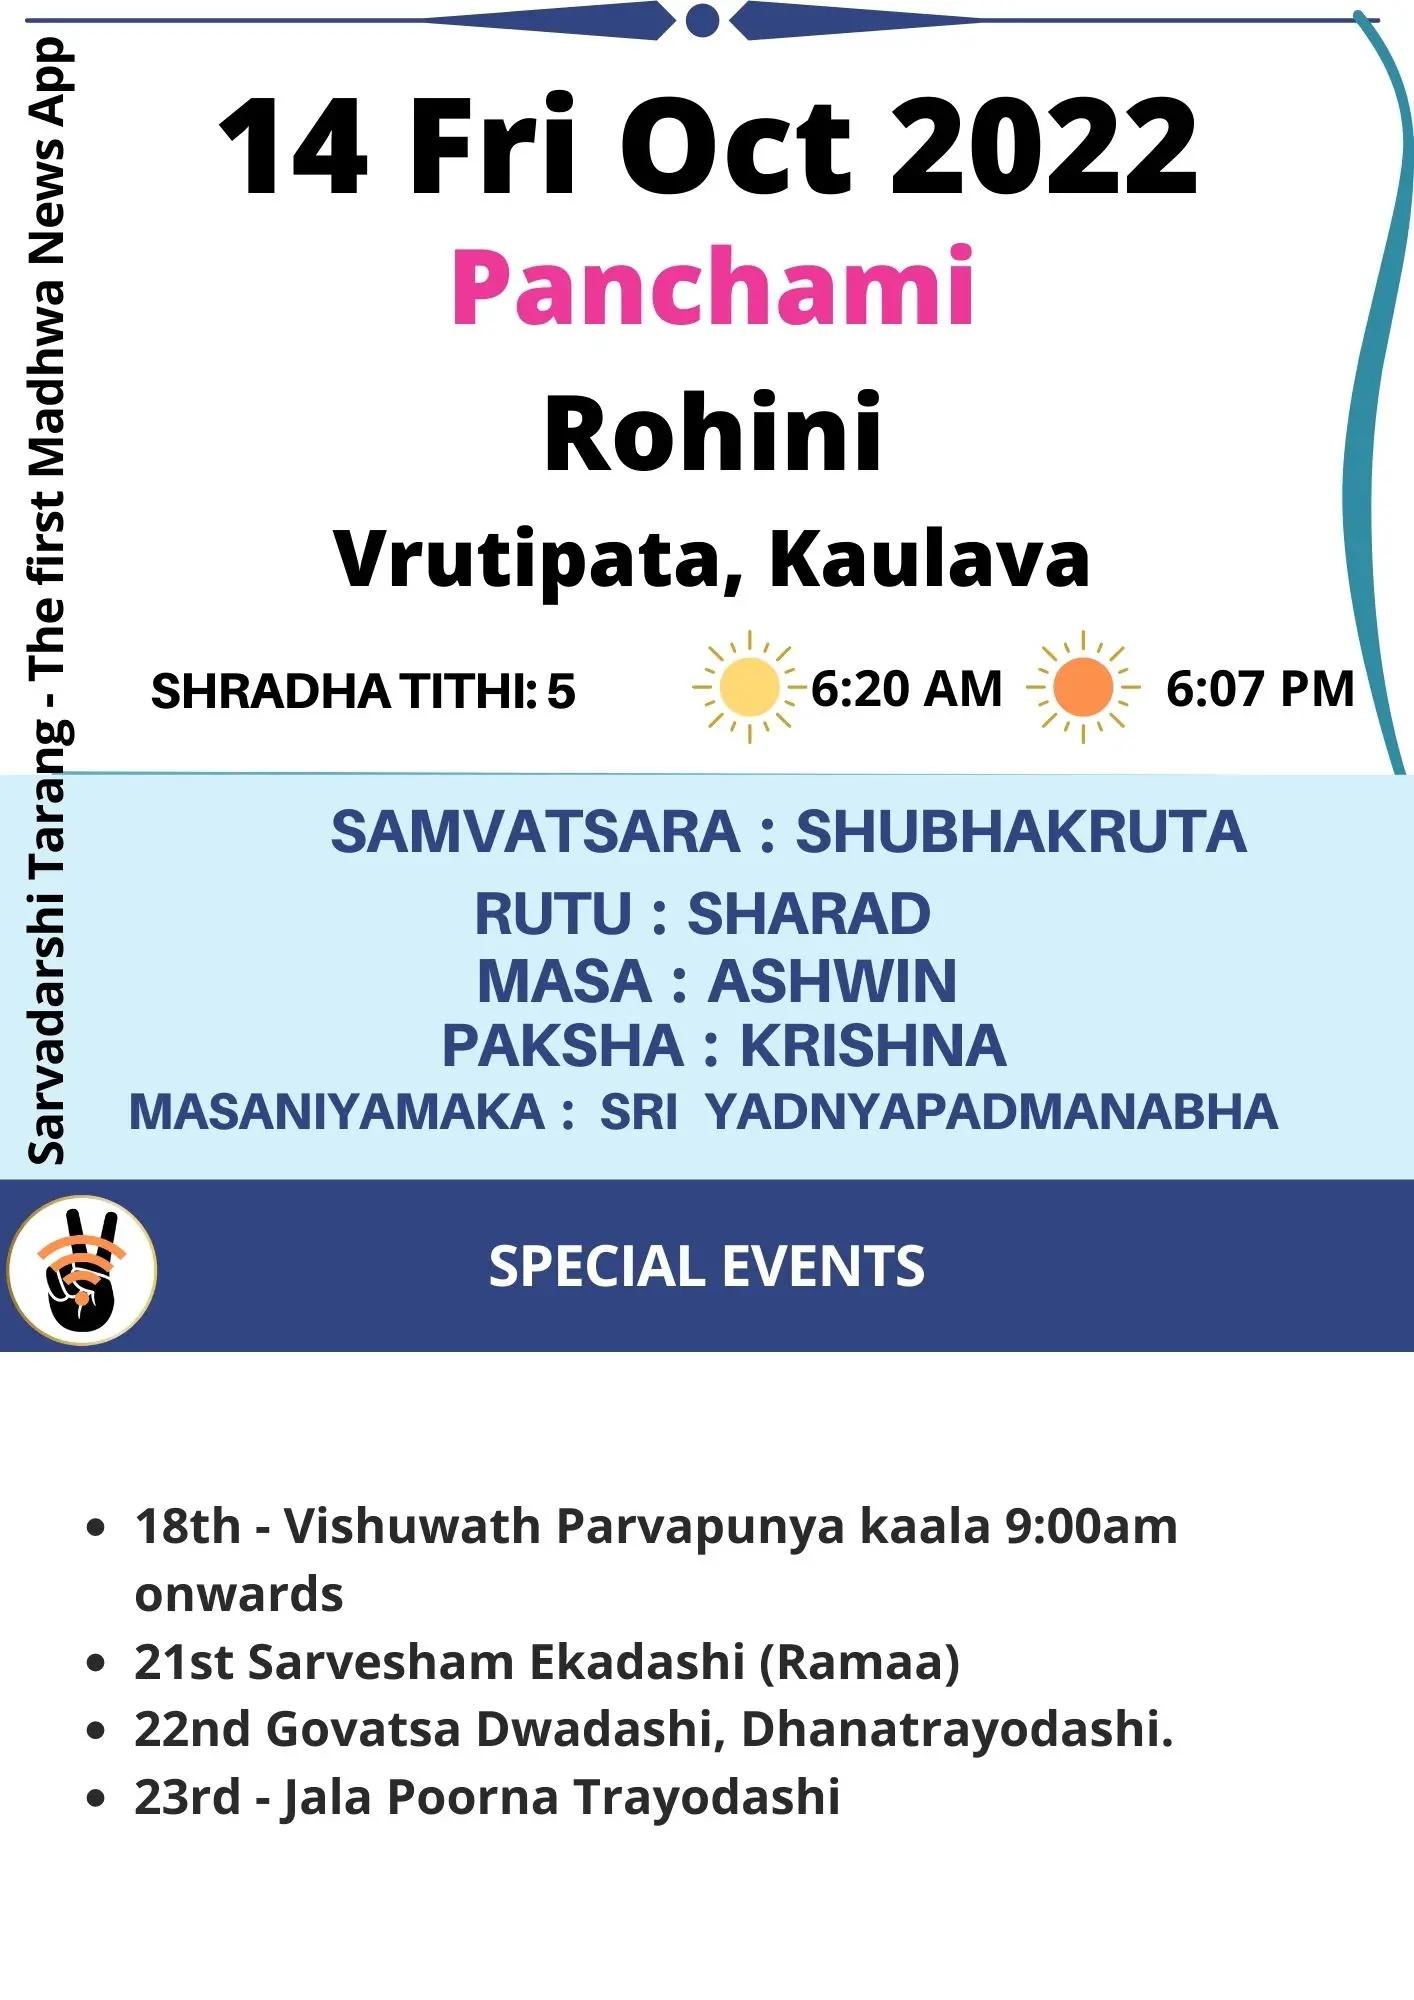 14 Fri Oct 2022
Panchami
Rohini
Vrutipata, Kaulava
SHRADHA TITHI: 5
6:20 AM
6:07 PM
Sarvadarshi Tarang - The first Madhwa News App
SAMVATSARA : SHUBHAKRUTA
RUTU : SHARAD
MASA : ASHWIN
PAKSHA : KRISHNA
MASANIYAMAKA : SRI YADNYAPADMANABHA
SPECIAL EVENTS
• 18th - Vishuwath Parvapunya kaala 9:00am
onwards
• 21st Sarvesham Ekadashi (Ramaa)
• 22nd Govatsa Dwadashi, Dhanatrayodashi.
• 23rd - Jala Poorna Trayodashi